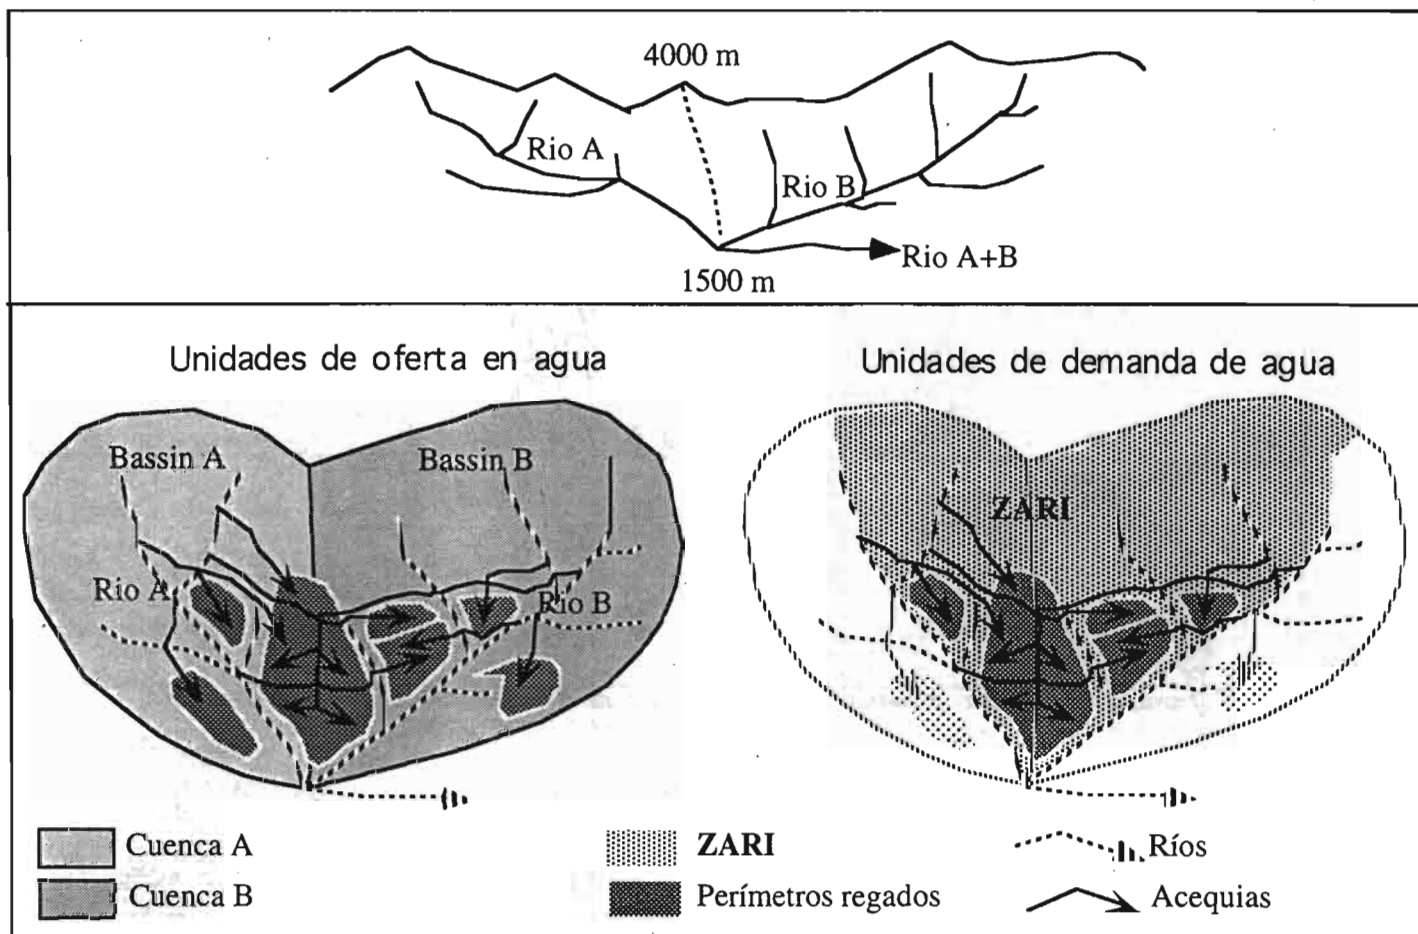 4000 m
Rio A
Rio B
Rio A+B
1500 m
Unidades de oferta en agua
Unidades de demanda de agua
Bassin A
Bassin B
ZARI
Rio A
Rio B
Cuenca A
ZARI
Ríos
Cuenca B
Perímetros regados
Acequias